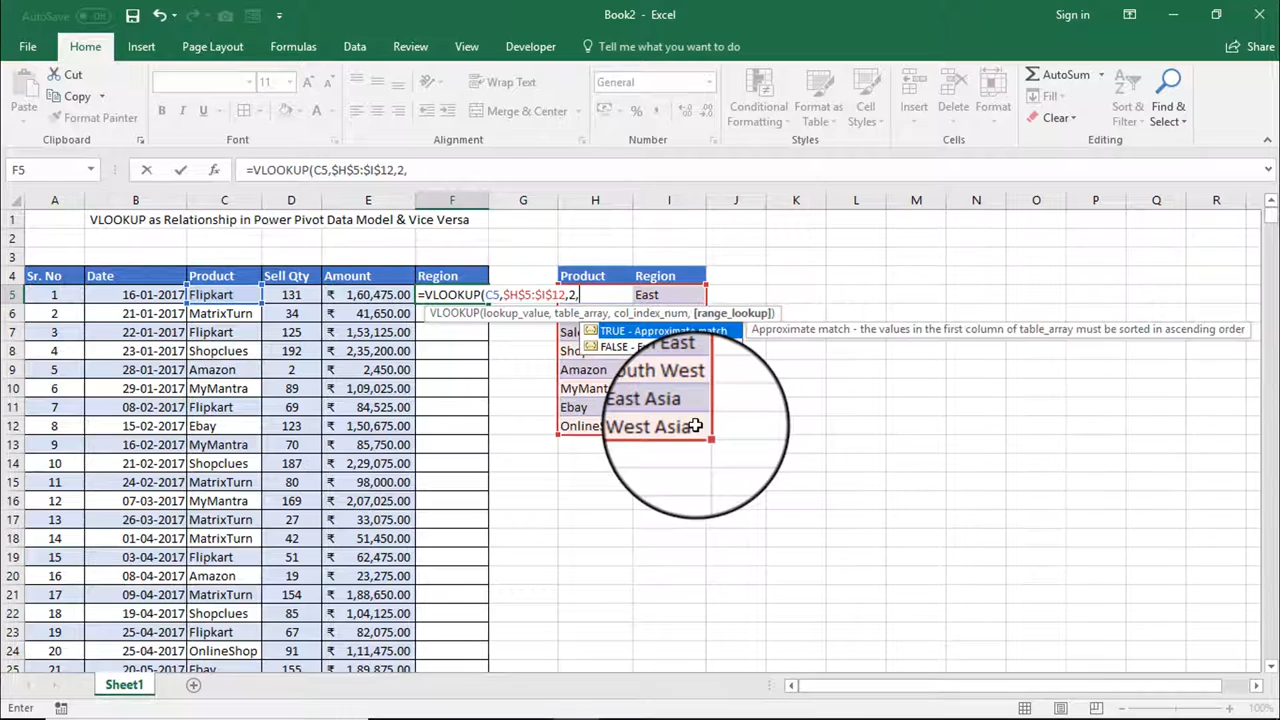 AutoSave Off
Book2 - Excel
Sign in
File Home Insert Page Layout Formulas Data Review View Developer Tell me what you want to do Share
Paste Cut Copy Format Painter
11
Wrap Text
Merge & Center
General
Conditional Formatting Format as Table Cell Styles
Insert Delete Format
AutoSum Fill Clear
Sort & Filter Find & Select
Clipboard Font Alignment Number Styles Cells Editing
F5 =VLOOKUP(C5,$H$5:$I$12,2,
A B C D E F G H I J K L M N O P Q R
1 VLOOKUP as Relationship in Power Pivot Data Model & Vice Versa
2
3
4 Sr. No Date Product Sell Qty Amount Region Product Region
5 1 16-01-2017 Flipkart 131 ₹ 1,60,475.00 =VLOOKUP(C5,$H$5:$I$12,2, East
6 2 21-01-2017 MatrixTurn 34 ₹ 41,650.00 VLOOKUP(lookup_value, table_array, col_index_num, [range_lookup])
7 3 21-01-2017 Flipkart 125 ₹ 1,53,125.00 TRUE - Approximate match Approximate match - the values in the first column of table_array must be sorted in ascending order
8 4 23-01-2017 Shopclues 192 ₹ 2,35,200.00 FALSE - East
9 5 28-01-2017 Amazon 2 ₹ 2,450.00 Amazon West
10 6 29-01-2017 MyMantra 89 ₹ 1,09,025.00 East Asia
11 7 08-02-2017 Flipkart 69 ₹ 84,525.00 Ebay West Asia
12 8 15-02-2017 Ebay 123 ₹ 1,50,675.00
13 9 16-02-2017 MyMantra 70 ₹ 85,750.00
14 10 21-02-2017 Shopclues 187 ₹ 2,29,075.00
15 11 24-02-2017 MatrixTurn 80 ₹ 98,000.00
16 12 07-03-2017 MyMantra 169 ₹ 2,07,025.00
17 13 26-03-2017 MatrixTurn 27 ₹ 33,075.00
18 14 01-04-2017 MatrixTurn 42 ₹ 51,450.00
19 15 03-04-2017 Flipkart 51 ₹ 62,475.00
20 16 08-04-2017 Amazon 19 ₹ 23,275.00
21 17 09-04-2017 MatrixTurn 154 ₹ 1,88,650.00
22 18 19-04-2017 Shopclues 85 ₹ 1,04,125.00
23 19 25-04-2017 Flipkart 67 ₹ 82,075.00
24 20 25-04-2017 OnlineShop 91 ₹ 1,11,475.00
25 21 20-05-2017 Ebay 155 ₹ 1,89,875.00
Sheet1
Enter 100%